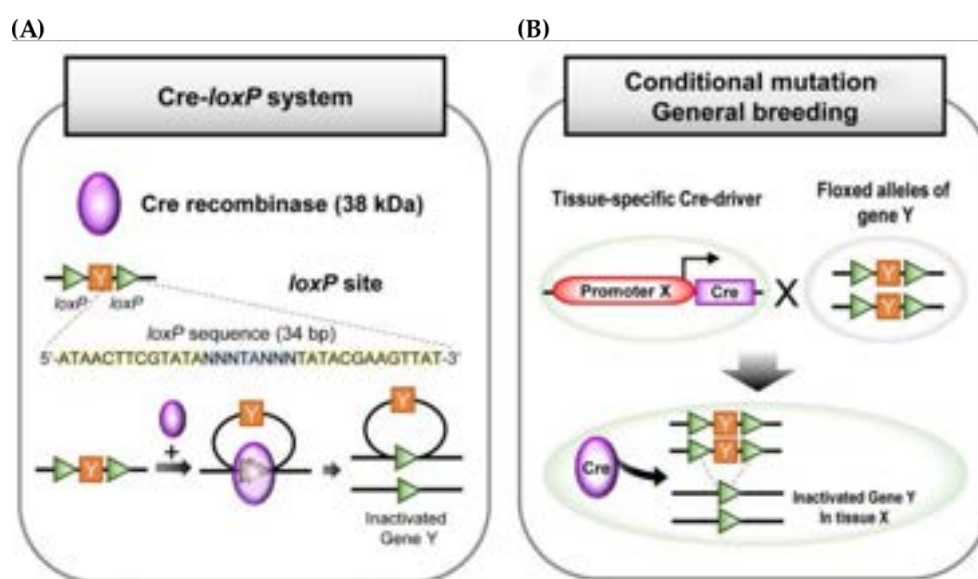 (A)
Cre-loxP system
Cre recombinase (38 kDa)
Y
loxP loxP
loxP site
loxP sequence (34 bp)
5'-ATAACTTCGTATANNNTANNNTATACGAAGTTAT-3'
Y
+
Y
Y
Inactivated
Gene Y
(B)
Conditional mutation
General breeding
Tissue-specific Cre-driver
Floxed alleles of
gene Y
Promoter X
Cre
X
Y
Y
Cre
Y
Y
Inactivated Gene Y
In tissue X